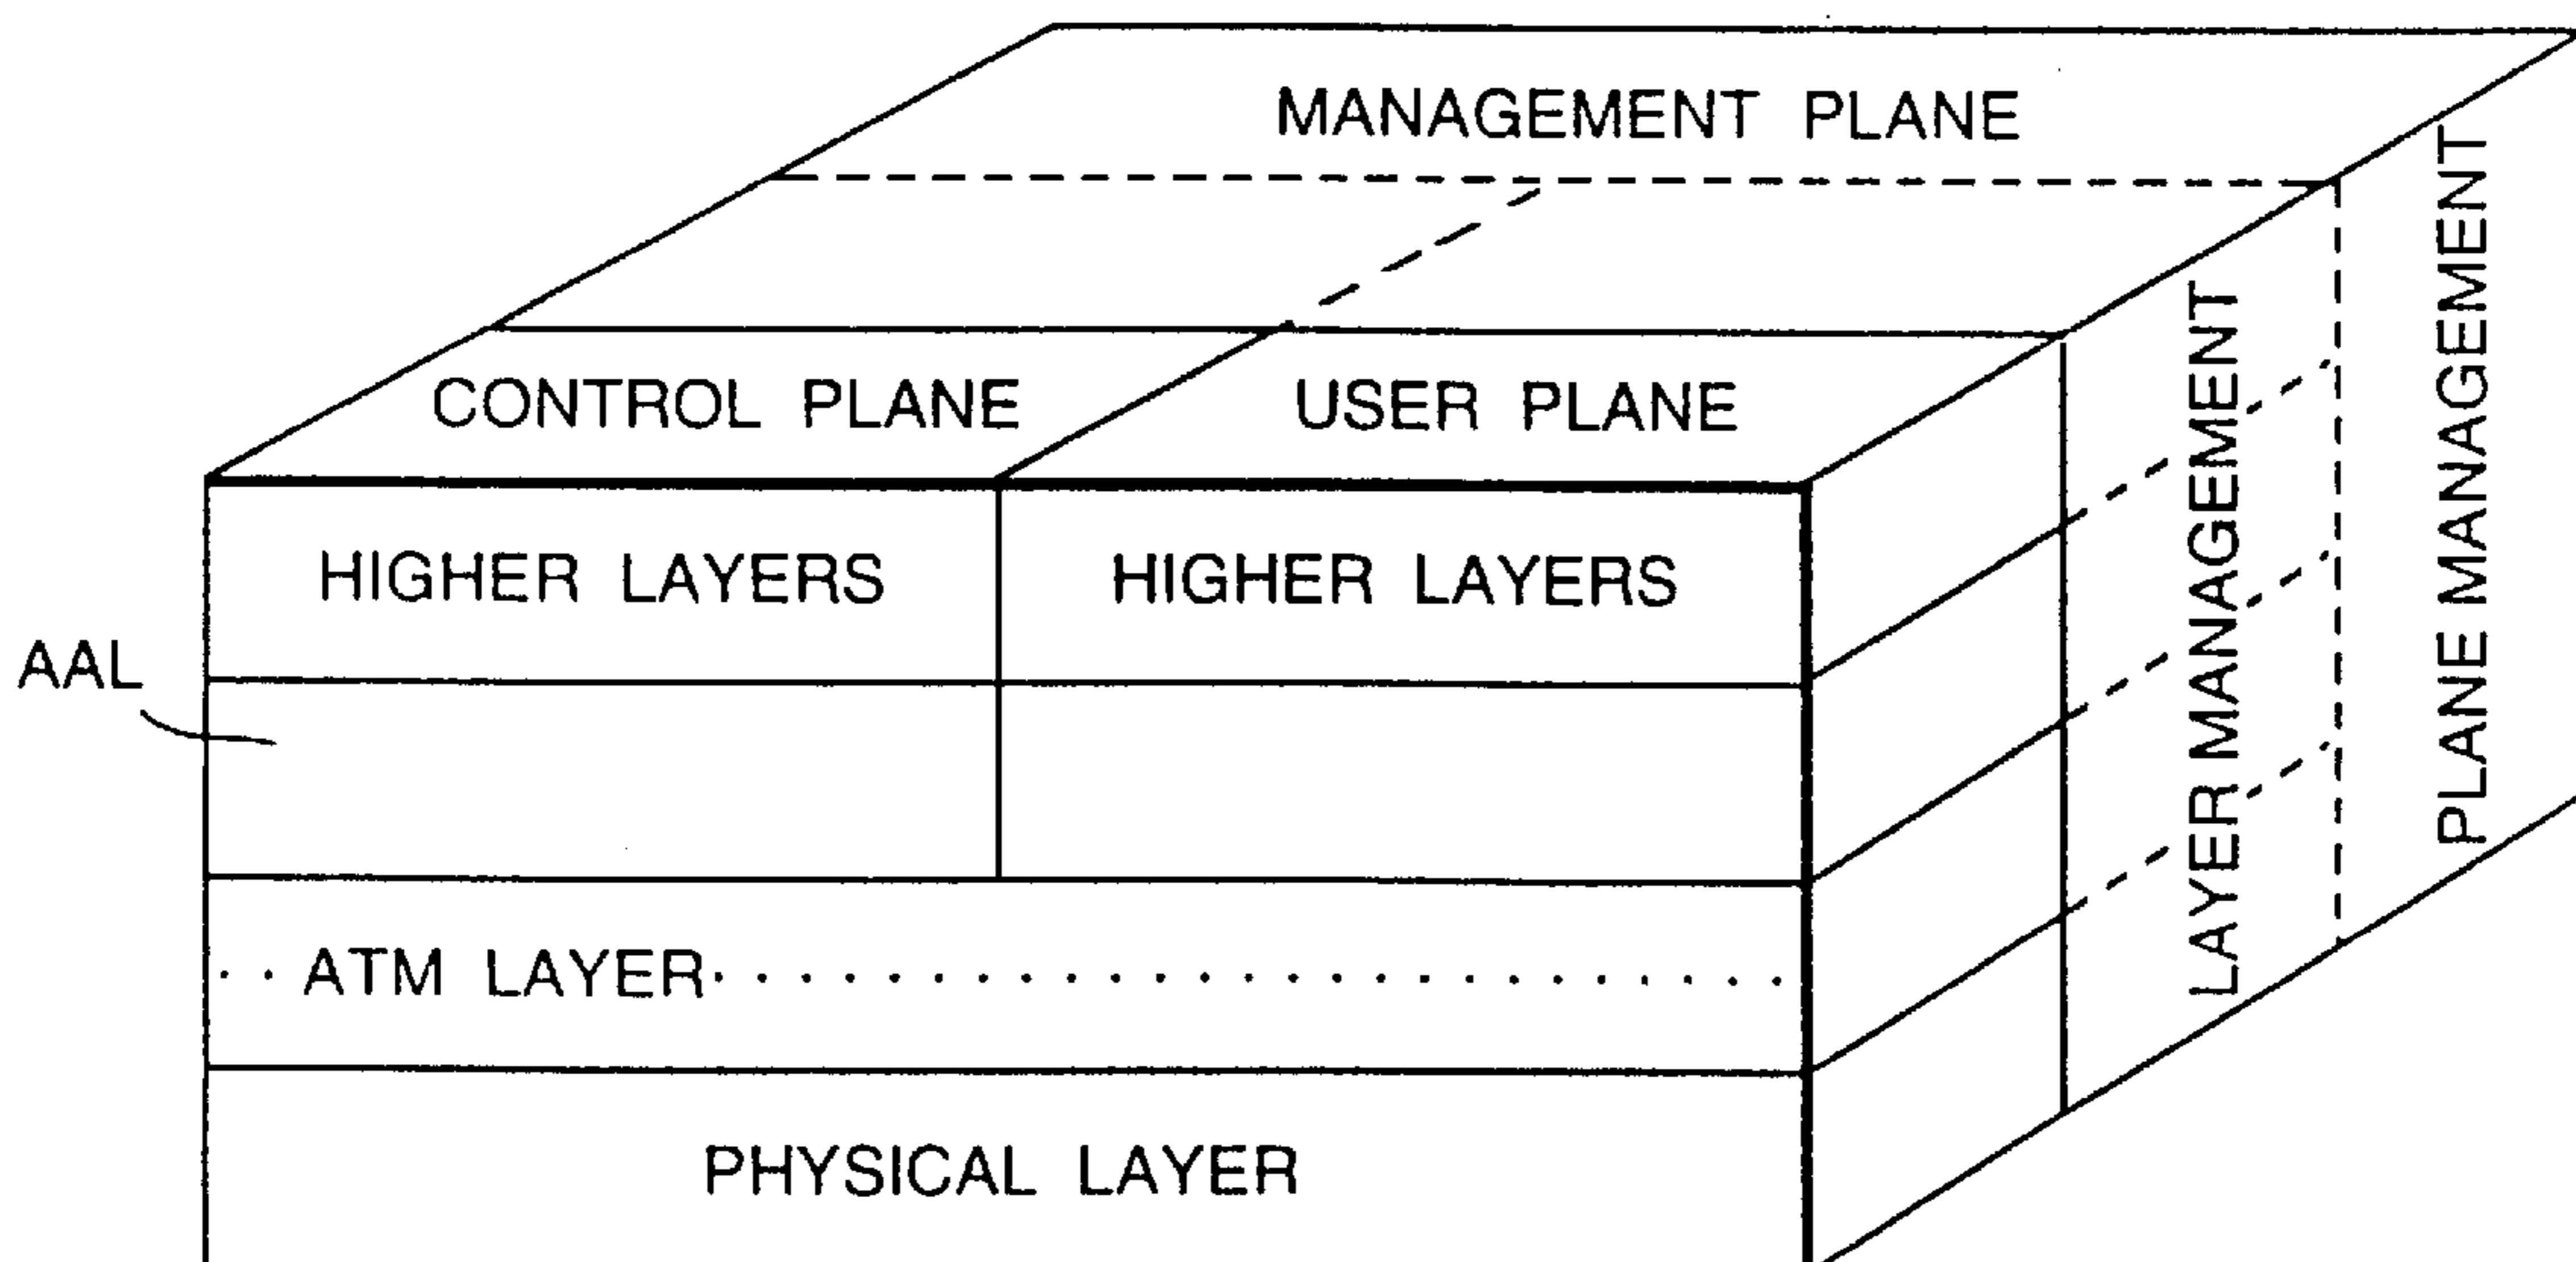 MANAGEMENT PLANE
CONTROL PLANE
USER PLANE
HIGHER LAYERS
HIGHER LAYERS
AAL
ATM LAYER
PHYSICAL LAYER
LAYER MANAGEMENT
PLANE MANAGEMENT